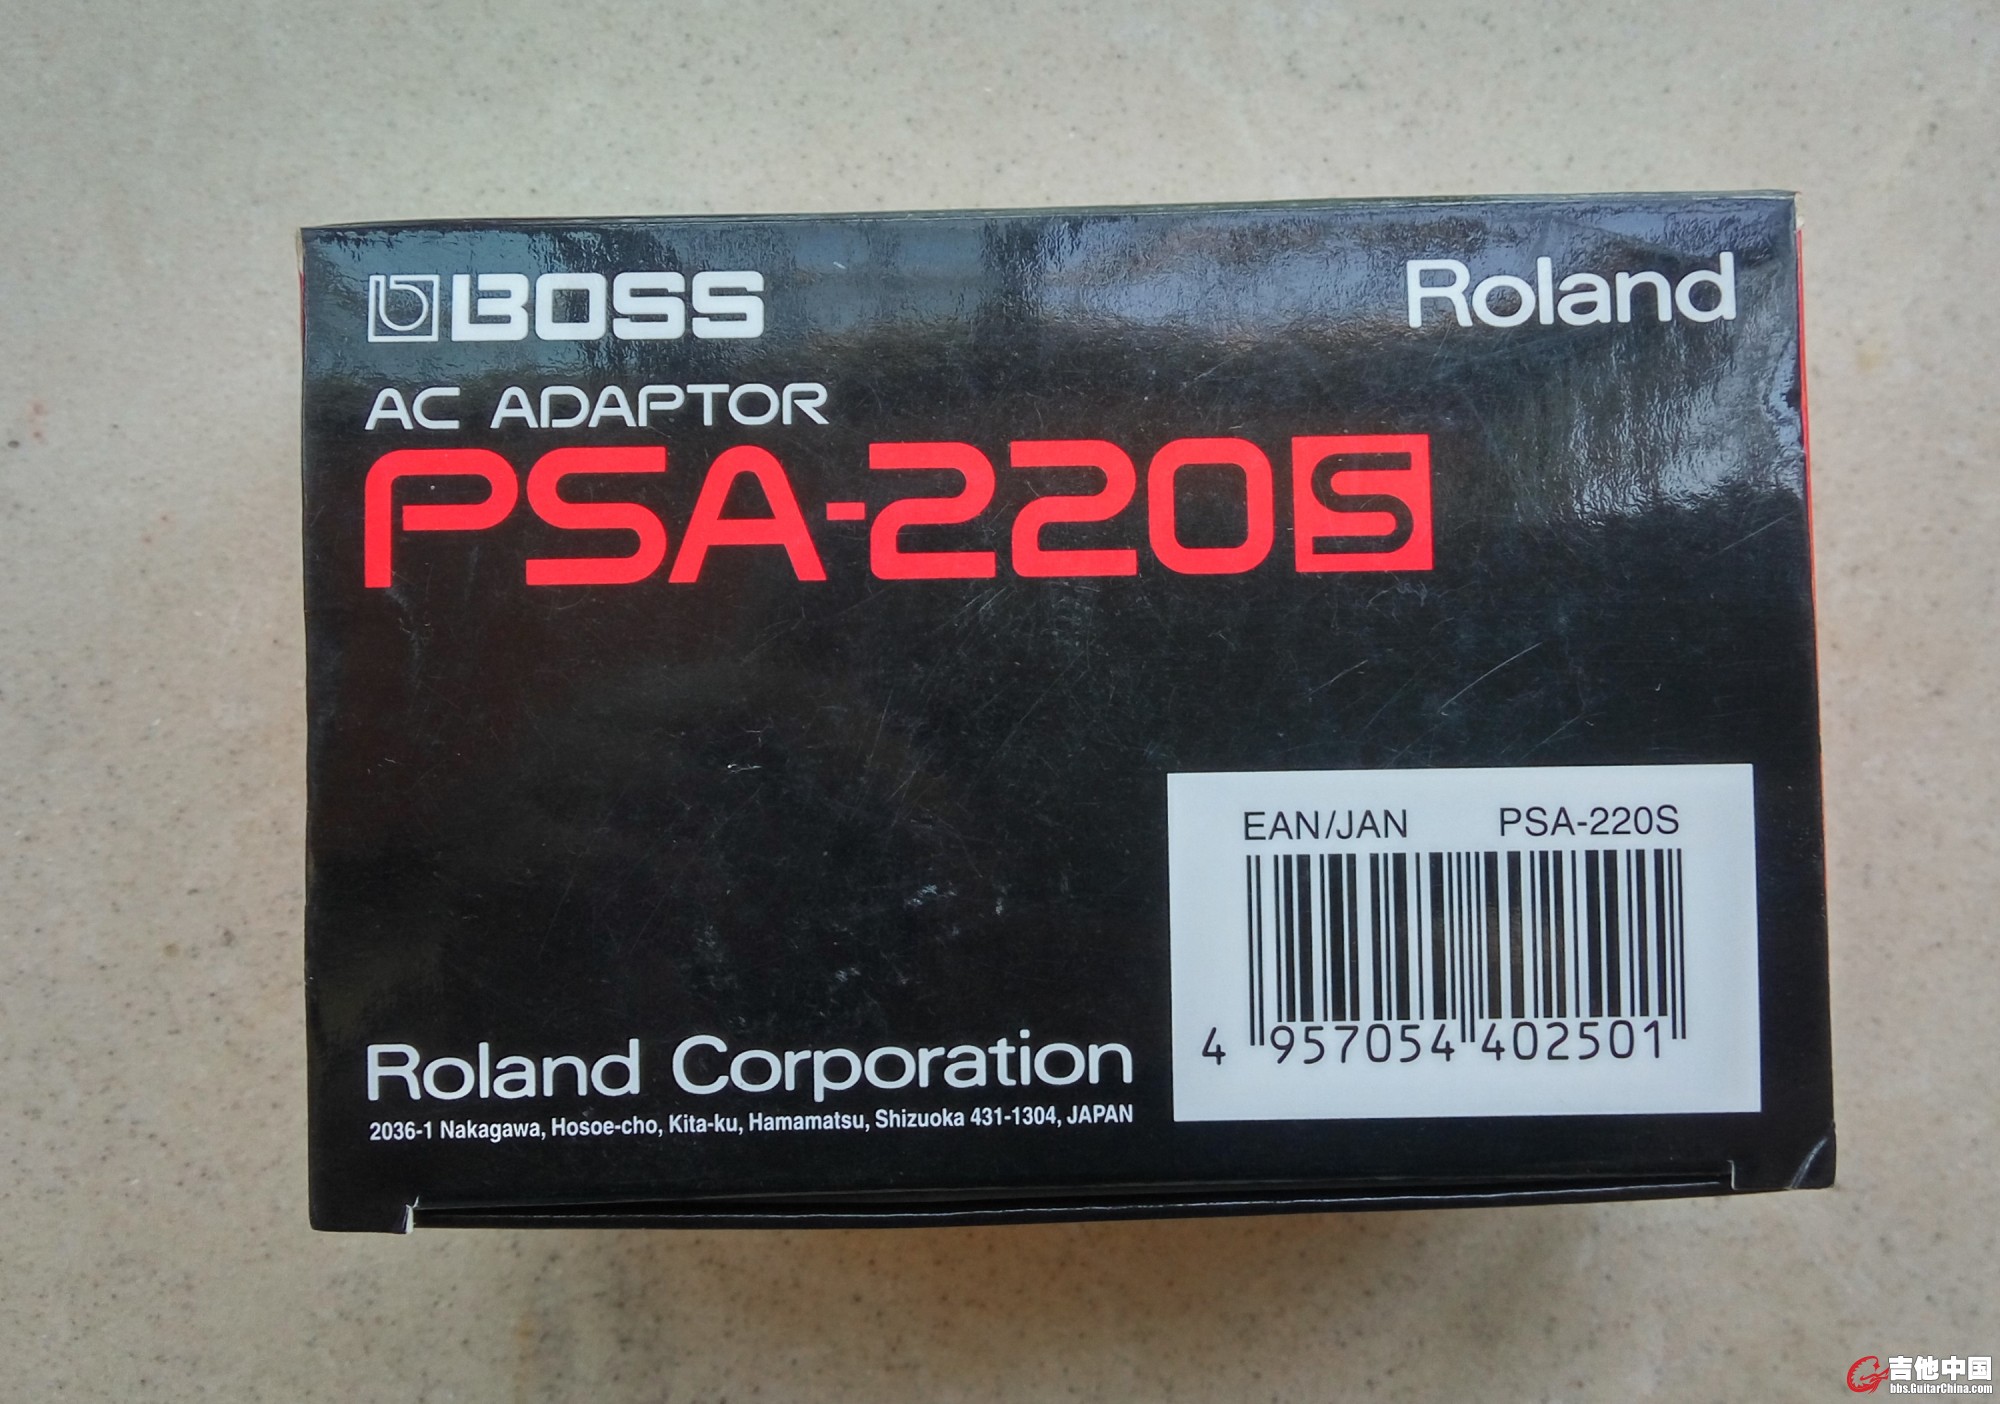 BOSS
Roland
AC ADAPTOR
PSA-220S
EAN/JAN PSA-220S
4 957054 402501
Roland Corporation
2036-1 Nakagawa, Hosoe-cho, Kita-ku, Hamamatsu, Shizuoka 431-1304, JAPAN
吉他中国
bbs.GuitarChina.com